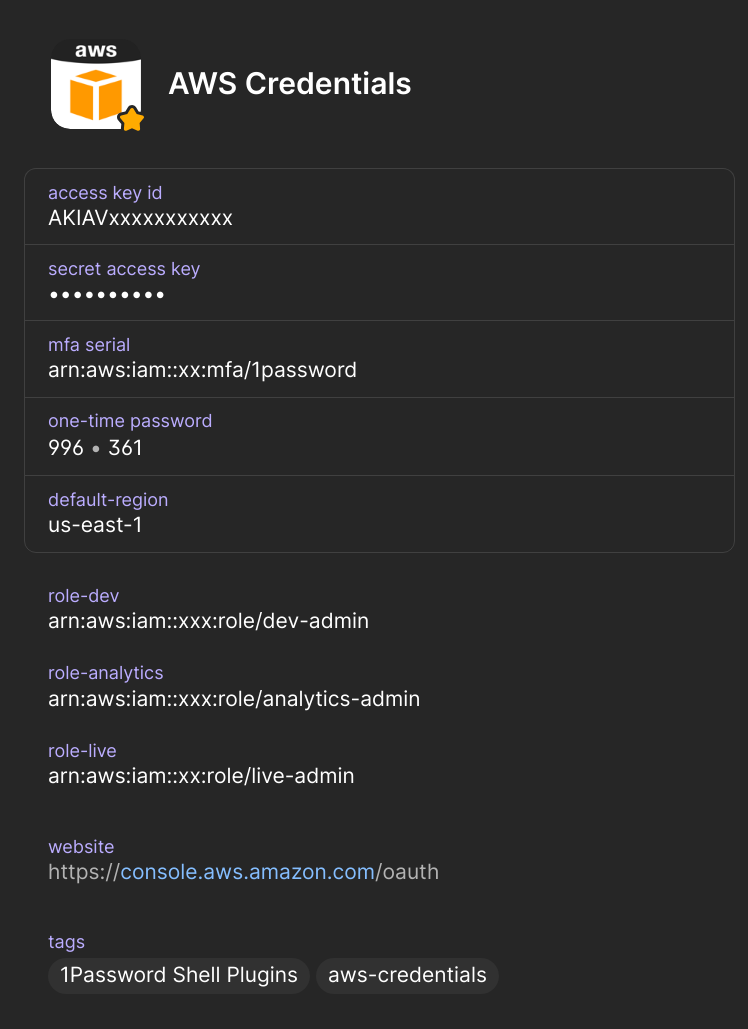 aws
AWS Credentials
access key id
AKIAVxxxxxxxxxxx
secret access key
••••••••••
mfa serial
arn:aws:iam::xx:mfa/1password
one-time password
996 • 361
default-region
us-east-1
role-dev
arn:aws:iam::xxx:role/dev-admin
role-analytics
arn:aws:iam::xxx:role/analytics-admin
role-live
arn:aws:iam::xx:role/live-admin
website
https://console.aws.amazon.com/oauth
tags
1Password Shell Plugins aws-credentials